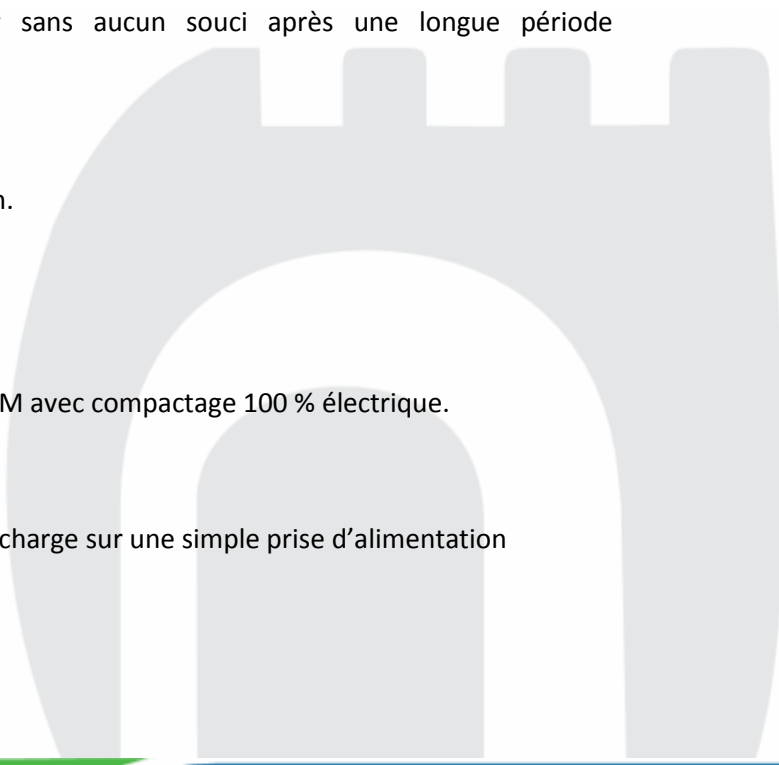 sans aucun souci après une longue période
n.
M avec compactage 100 % électrique.
charge sur une simple prise d’alimentation